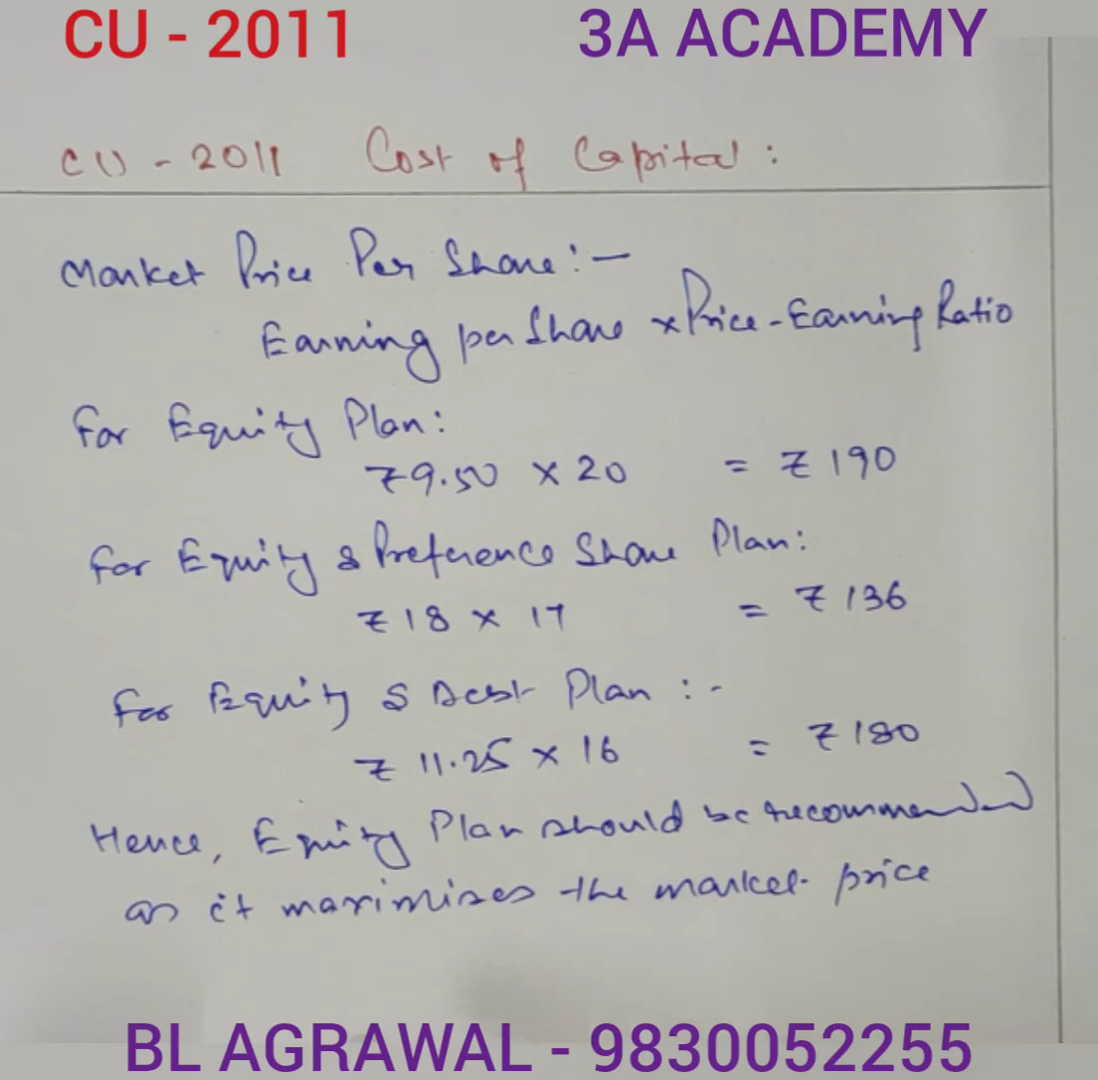 CU - 2011 3A ACADEMY
CU - 2011 Cost of Capital :
Market Price Per Share :-
Earning per Share x Price - Earning Ratio
For Equity Plan :
₹9.50 x 20 = ₹190
For Equity & Preference Share Plan :
₹18 x 17 = ₹136
For Equity & Debt Plan : -
₹ 11.25 x 16 = ₹180
Hence, Equity Plan should be recommended
as it maximises the market price
BL AGRAWAL - 9830052255